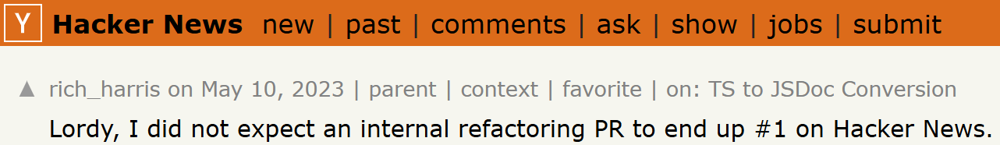 Y Hacker News new | past | comments | ask | show | jobs | submit
▲ rich_harris on May 10, 2023 | parent | context | favorite | on: TS to JSDoc Conversion
Lordy, I did not expect an internal refactoring PR to end up #1 on Hacker News.